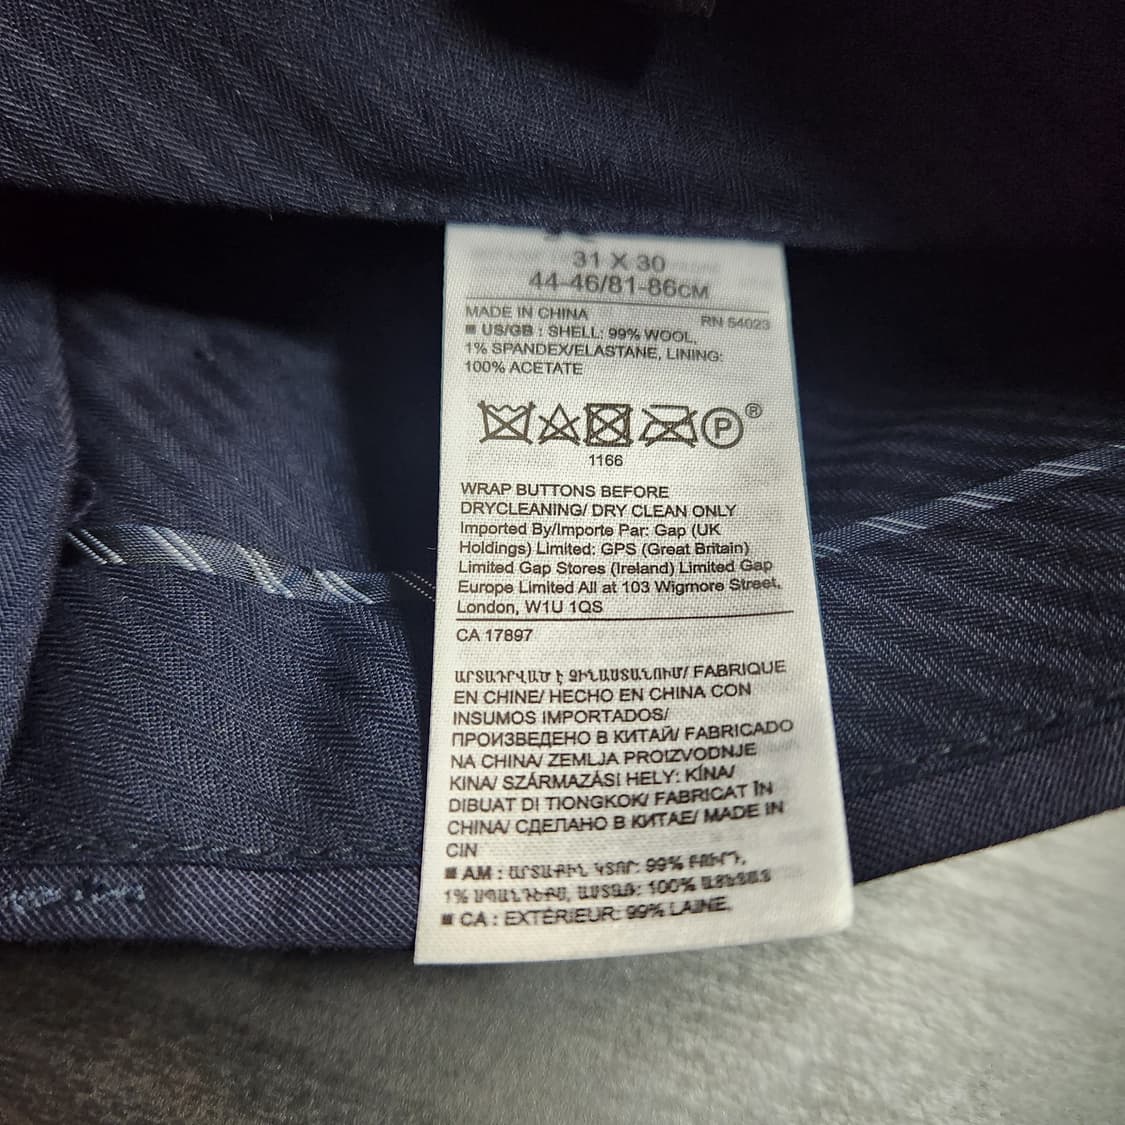 31 X 30
44-46/81-86CM
MADE IN CHINA
RN 54023
■ US/GB : SHELL: 99% WOOL,
1% SPANDEX/ELASTANE, LINING:
100% ACETATE
P®
1166
WRAP BUTTONS BEFORE
DRYCLEANING/ DRY CLEAN ONLY
Imported By/Importe Par: Gap (UK
Holdings) Limited: GPS (Great Britain)
Limited Gap Stores (Ireland) Limited Gap
Europe Limited All at 103 Wigmore Street,
London, W1U 1QS
CA 17897
ԱՐՏԱԴՐՎԱԾ Է ՉԻՆԱՍՏԱՆՈՒՄ/ FABRIQUE
EN CHINE/ HECHO EN CHINA CON
INSUMOS IMPORTADOS/
ПРОИЗВЕДЕНО В КИТАЙ/ FABRICADO
NA CHINA/ ZEMLJA PROIZVODNJE
KINA/ SZÁRMAZÁSI HELY: KÍNA/
DIBUAT DI TIONGKOK/ FABRICAT ÎN
CHINA/ СДЕЛАНО В КИТАЕ/ MADE IN
CIN
■ AM : 99%
1% 100%
■ CA : EXTÉRIEUR: 99% LAINE,